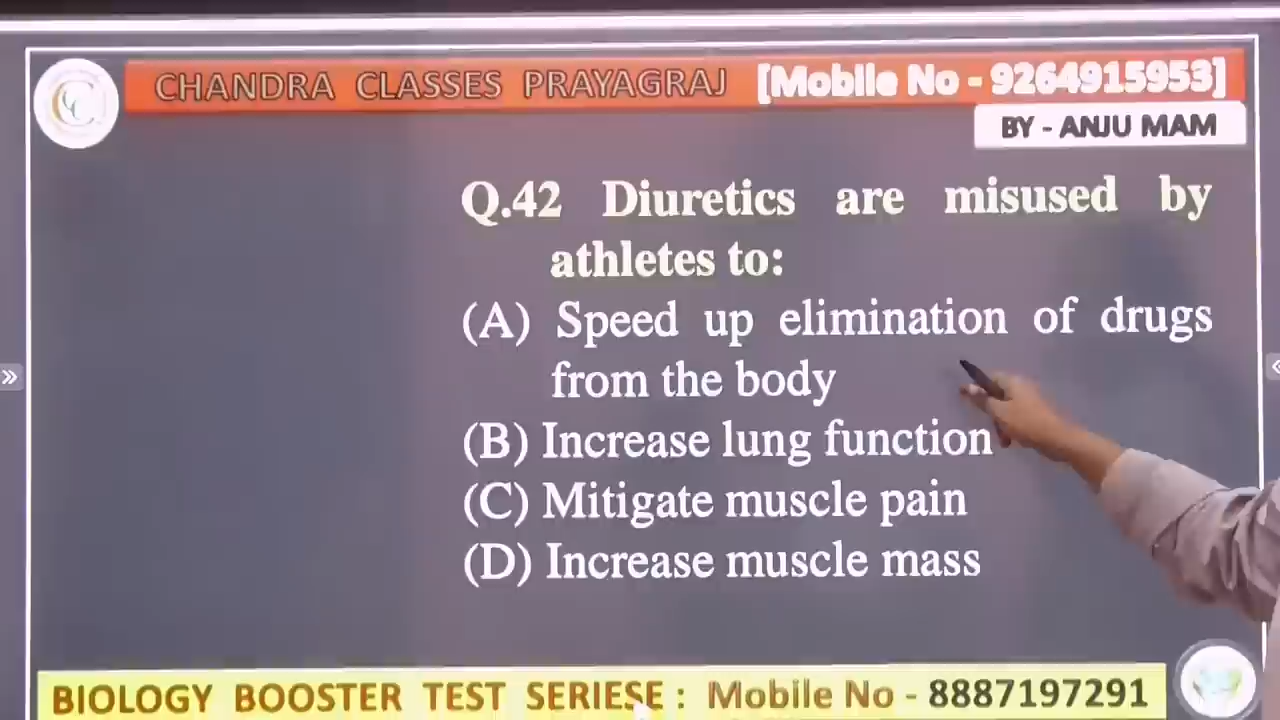 CHANDRA CLASSES PRAYAGRAJ [Mobile No - 9264915953]
BY - ANJU MAM
Q.42 Diuretics are misused by
athletes to:
(A) Speed up elimination of drugs
from the body
(B) Increase lung function
(C) Mitigate muscle pain
(D) Increase muscle mass
BIOLOGY BOOSTER TEST SERIESE : Mobile No - 8887197291